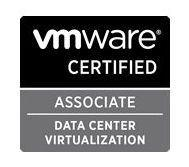 vmware®
CERTIFIED
ASSOCIATE
DATA CENTER
VIRTUALIZATION